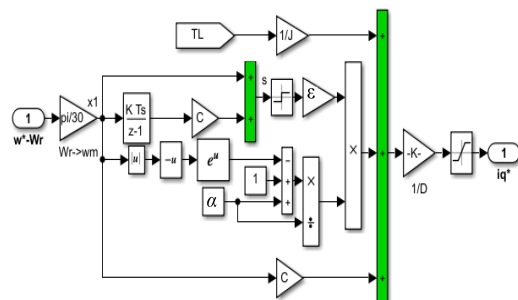 TL
1/J
+
x1
s
+
+
ε
1
pi/30
K Ts
z-1
C
w*-Wr
Wr->wm
|u|
-u
e^u
−
+
+
1
α
×
÷
×
+
-K-
1/D
1
iq*
C
+